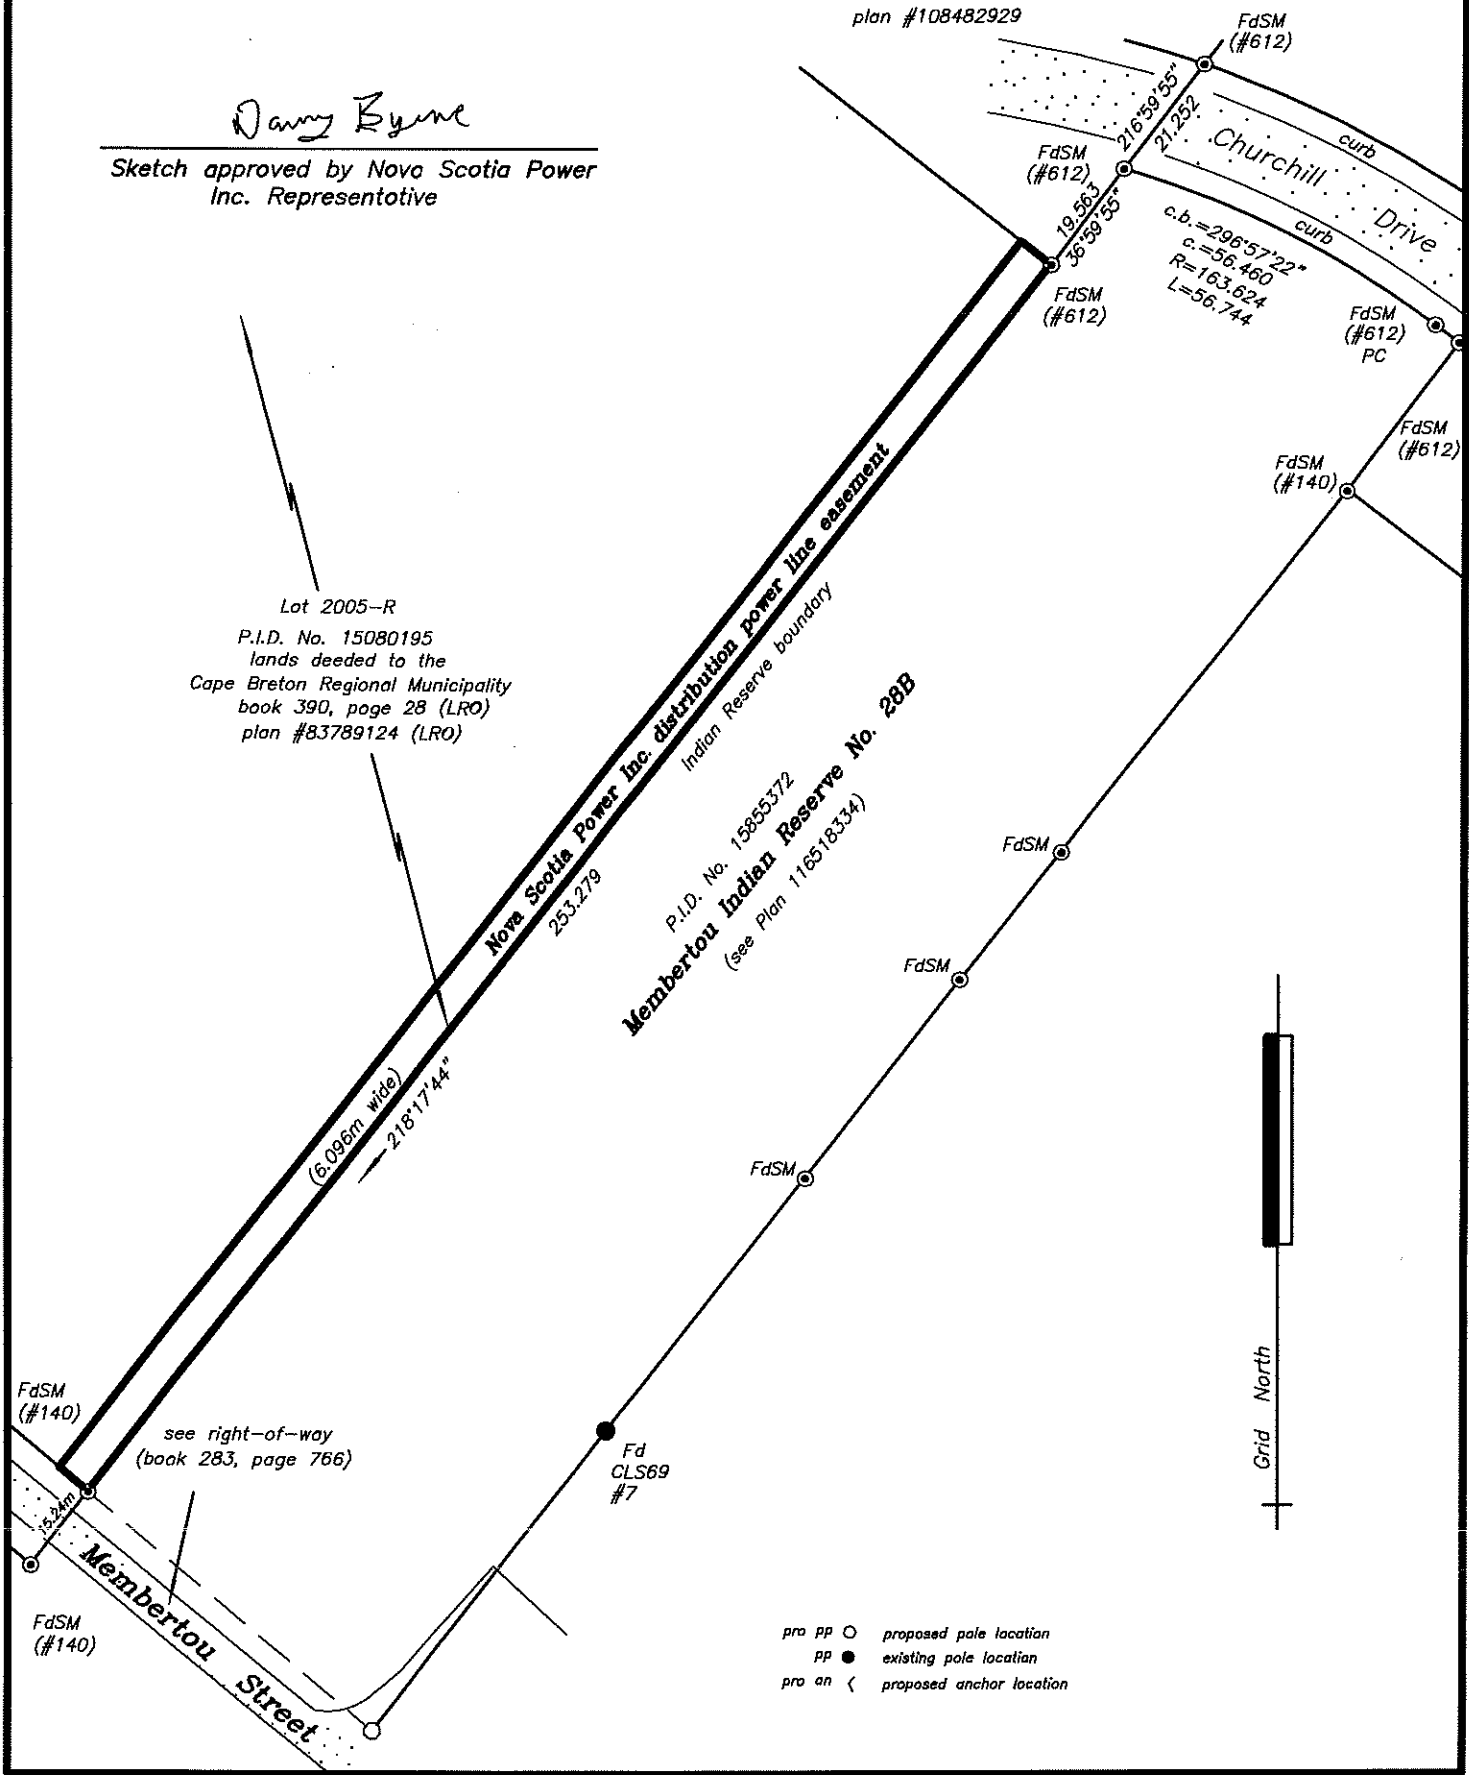 plan #108482929
FdSM
(#612)
Danny Byrne
Sketch approved by Nova Scotia Power
Inc. Representative
216°59'55"
21.252
Churchill Drive
curb
curb
FdSM
(#612)
19.563
36°59'55"
c.b.=296°57'22"
c.=56.460
R=163.624
L=56.744
FdSM
(#612)
FdSM
(#612)
PC
FdSM
(#612)
FdSM
(#140)
Nova Scotia Power Inc. distribution power line easement
Indian Reserve boundary
253.279
Lot 2005-R
P.I.D. No. 15080195
lands deeded to the
Cape Breton Regional Municipality
book 390, page 28 (LRO)
plan #83789124 (LRO)
P.I.D. No. 15855372
Membertou Indian Reserve No. 28B
(see Plan 116518334)
FdSM
FdSM
(6.096m wide)
218°17'44"
FdSM
Grid North
FdSM
(#140)
see right-of-way
(book 283, page 766)
Fd
CLS69
#7
15.24m
Membertou Street
FdSM
(#140)
pro pp proposed pole location
pp existing pole location
pro an proposed anchor location